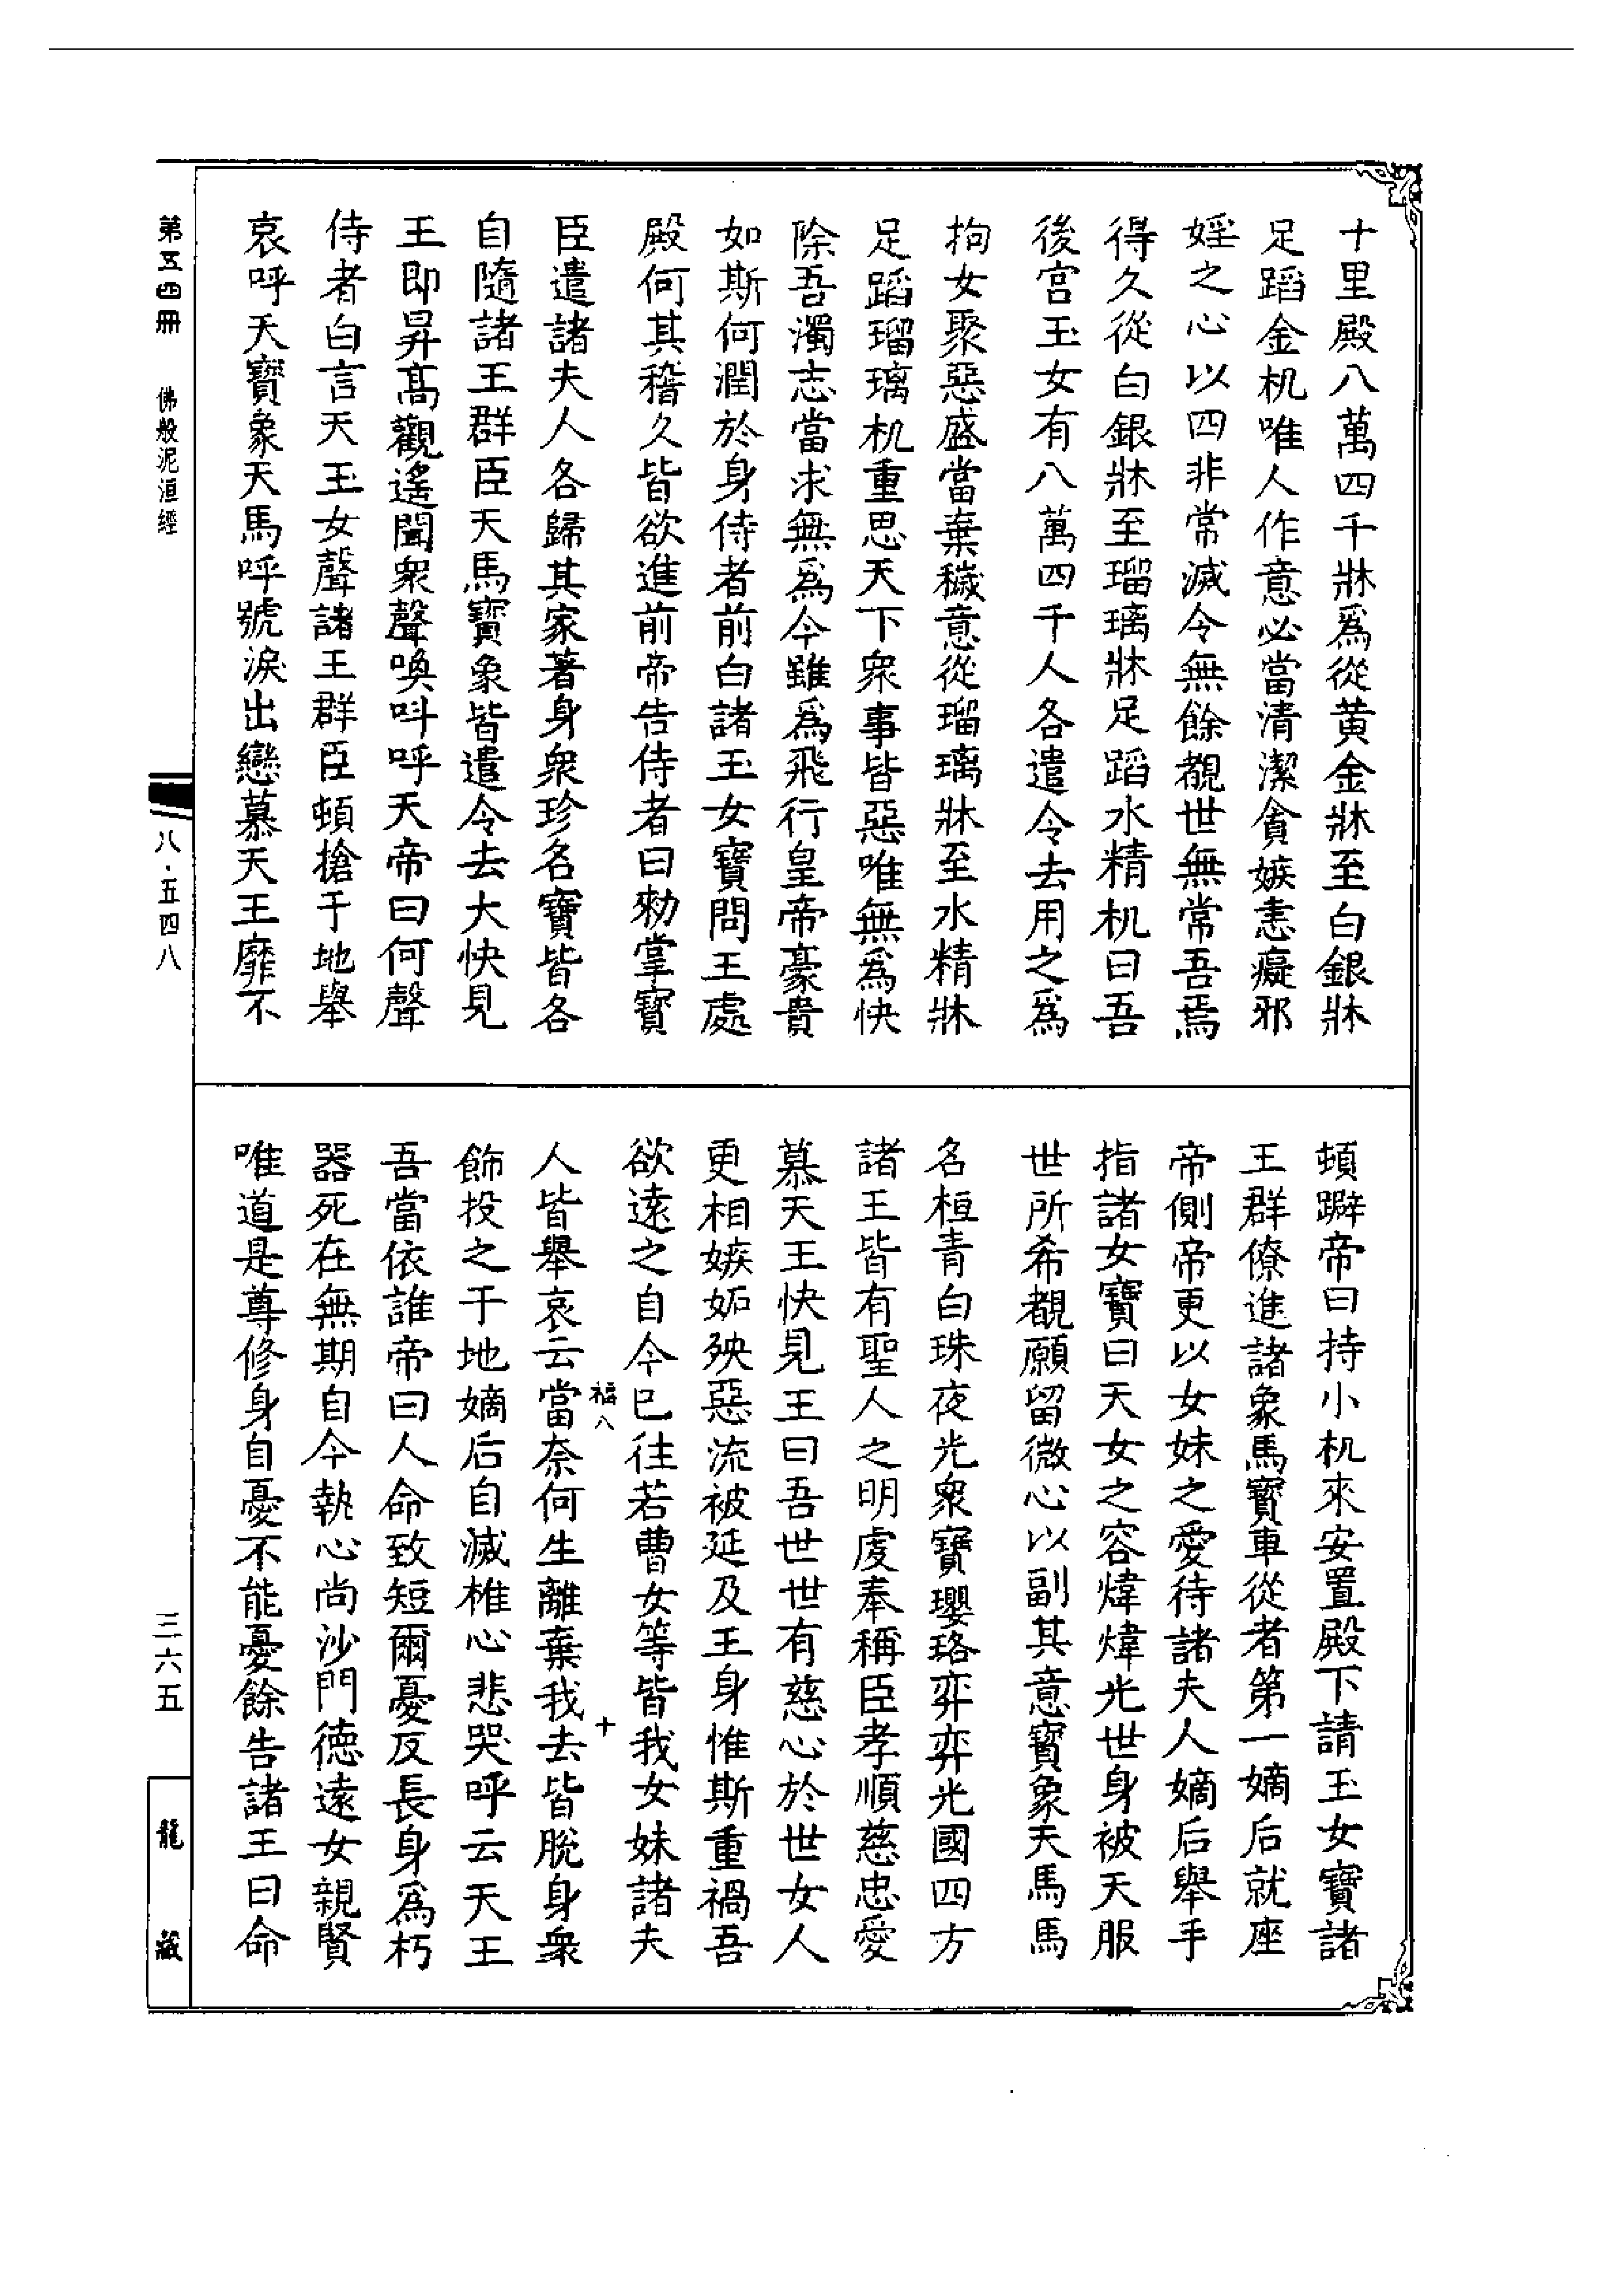 十里殿八萬四千牀爲從黃金牀至白銀牀
足蹈金机唯人作意必當清潔貪嫉恚癡邪
婬之心以四非常滅令無餘覩世無常吾焉
得久從白銀牀至瑠璃牀足蹈水精机曰吾
後宮玉女有八萬四千人各遣令去用之爲
拘女聚惡盛當棄穢意從瑠璃牀至水精牀
足蹈瑠璃机重思天下衆事皆惡唯無爲快
除吾濁志當求無爲今雖爲飛行皇帝豪貴
如斯何潤於身侍者前白諸玉女寶問王處
殿何其稽久皆欲進前帝告侍者曰勑掌寶
臣遣諸夫人各歸其家著身衆珍名寶皆各
自隨諸王群臣天馬寶象皆遣令去大快見
王即昇高觀遙聞衆聲喚呌呼天帝曰何聲
侍者白言天王女聲諸王群臣頓搶于地舉
哀呼天寶象天馬呼號淚出戀慕天王靡不
頓躃帝曰持小机來安置殿下請玉女寶諸
王群僚進諸象馬寶車從者第一嫡后就座
帝側帝更以女妹之愛待諸夫人嫡后舉手
指諸女寶曰天女之容煒煒光世身被天服
世所希覩願留微心以副其意寶象天馬馬
名桓青白珠夜光衆寶瓔珞弈弈光國四方
諸王皆有聖人之明虔奉稱臣孝順慈忠愛
慕天王快見王曰吾世世有慈心於世女人
更相嫉妬殃惡流被延及王身惟斯重禍吾
欲遠之自今已往若曹女等皆我女妹諸夫
福八
十
人皆舉哀云當奈何生離棄我去皆脫身衆
飾投之于地嫡后自滅椎心悲哭呼云天王
吾當依誰帝曰人命致短爾憂反長身爲朽
器死在無期自今執心尚沙門德遠女親賢
唯道是尊修身自憂不能憂餘告諸王曰命
第五四冊
佛般泥洹經
八·五四八
三六五
龍藏